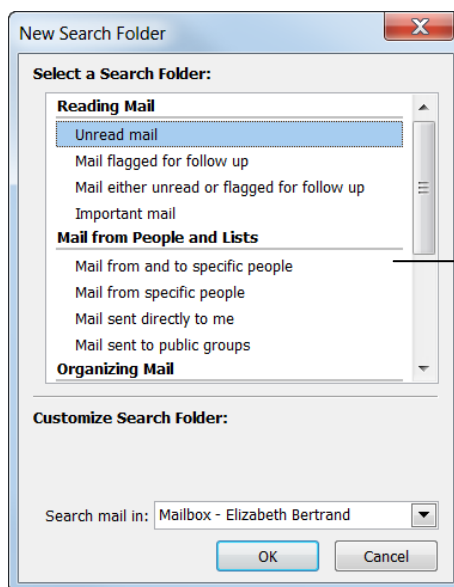 New Search Folder
Select a Search Folder:
Reading Mail
Unread mail
Mail flagged for follow up
Mail either unread or flagged for follow up
Important mail
Mail from People and Lists
Mail from and to specific people
Mail from specific people
Mail sent directly to me
Mail sent to public groups
Organizing Mail
Customize Search Folder:
Search mail in: Mailbox - Elizabeth Bertrand
OK Cancel